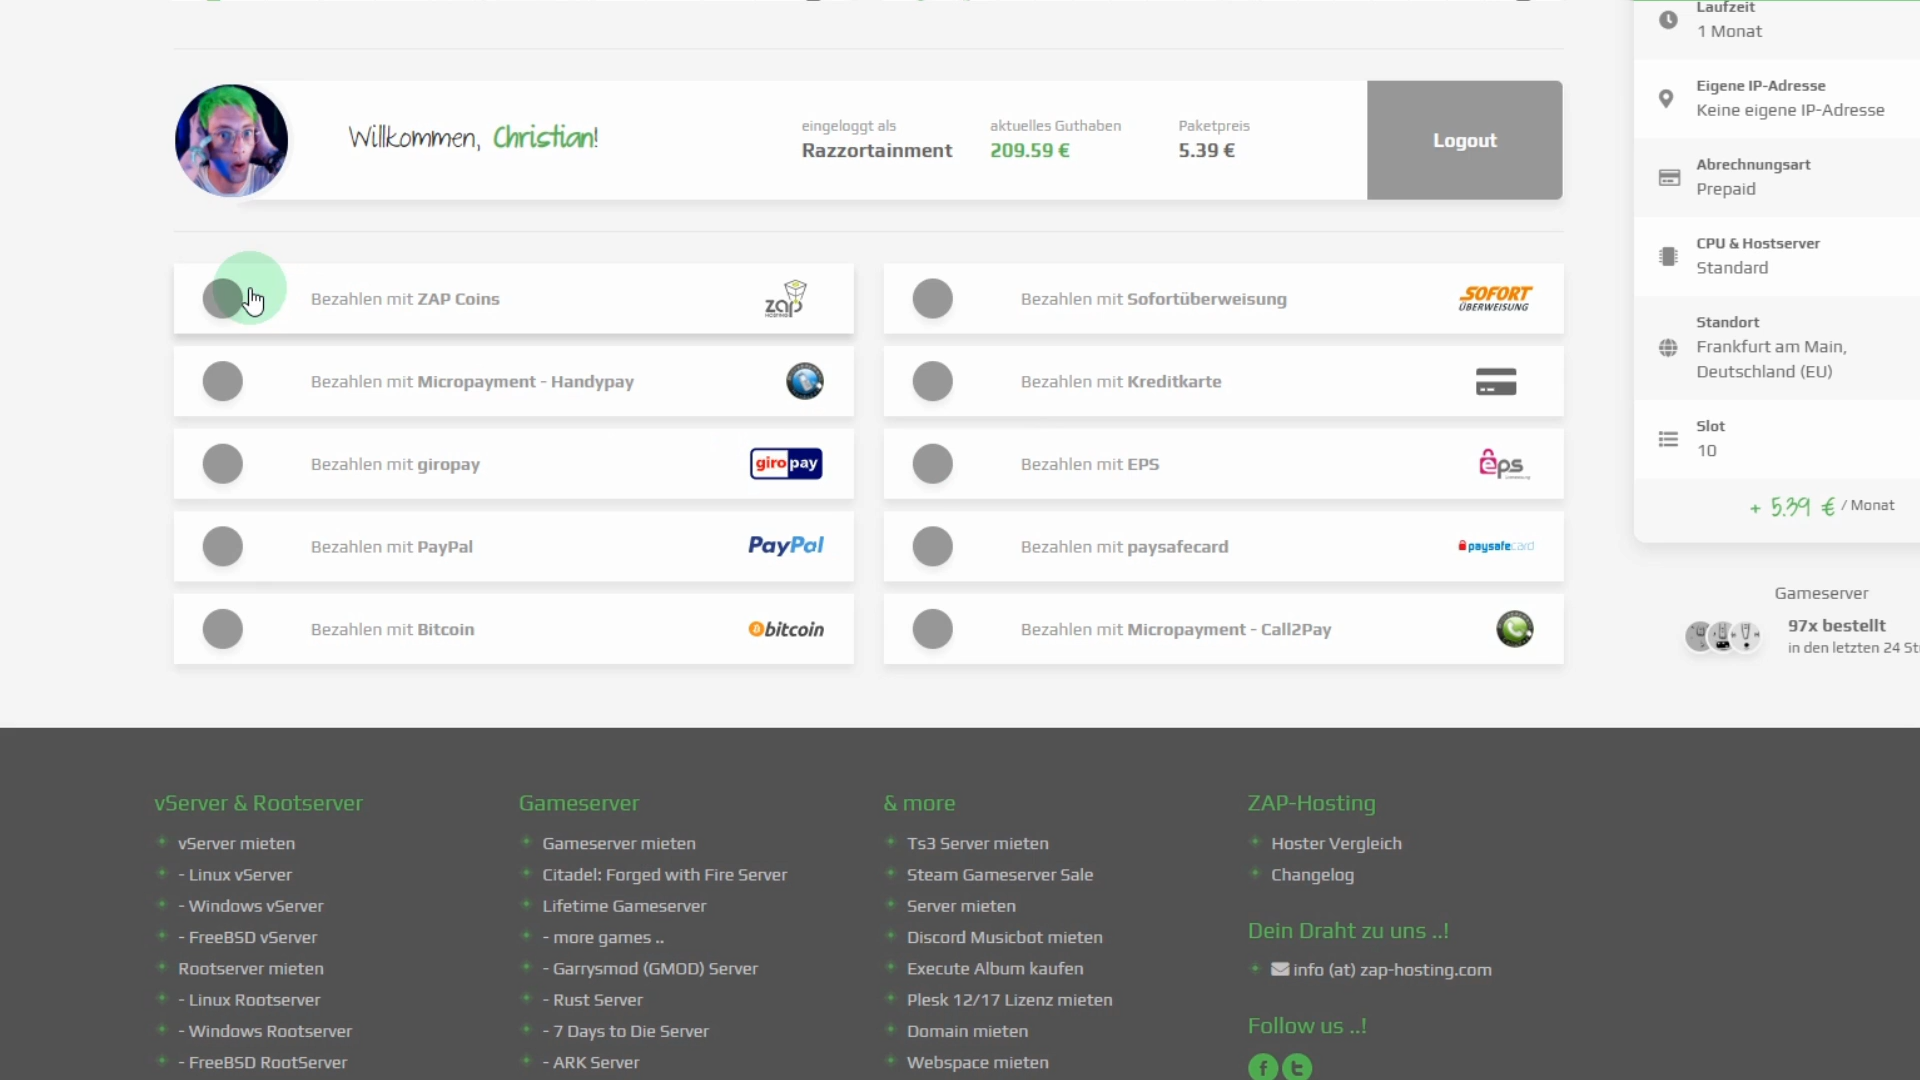 Laufzeit
1 Monat
Willkommen, Christian!
eingeloggt als
Razzortainment
aktuelles Guthaben
209.59 €
Paketpreis
5.39 €
Logout
Eigene IP-Adresse
Keine eigene IP-Adresse
Abrechnungsart
Prepaid
CPU & Hostserver
Standard
Standort
Frankfurt am Main,
Deutschland (EU)
Slot
10
+ 5.39 € / Monat
Gameserver
97x bestellt
in den letzten 24
Bezahlen mit ZAP Coins
zap
HOSTING
Bezahlen mit Sofortüberweisung
SOFORT
ÜBERWEISUNG
Bezahlen mit Micropayment - Handypay
Bezahlen mit Kreditkarte
Bezahlen mit giropay
giropay
Bezahlen mit EPS
eps
Bezahlen mit PayPal
PayPal
Bezahlen mit paysafecard
paysafecard
Bezahlen mit Bitcoin
bitcoin
Bezahlen mit Micropayment - Call2Pay
vServer & Rootserver
vServer mieten
- Linux vServer
- Windows vServer
- FreeBSD vServer
Rootserver mieten
- Linux Rootserver
- Windows Rootserver
- FreeBSD RootServer
Gameserver
Gameserver mieten
Citadel: Forged with Fire Server
Lifetime Gameserver
- more games ..
- Garrysmod (GMOD) Server
- Rust Server
- 7 Days to Die Server
- ARK Server
& more
Ts3 Server mieten
Steam Gameserver Sale
Server mieten
Discord Musicbot mieten
Execute Album kaufen
Plesk 12/17 Lizenz mieten
Domain mieten
Webspace mieten
ZAP-Hosting
Hoster Vergleich
Changelog
Dein Draht zu uns ..!
info (at) zap-hosting.com
Follow us ..!